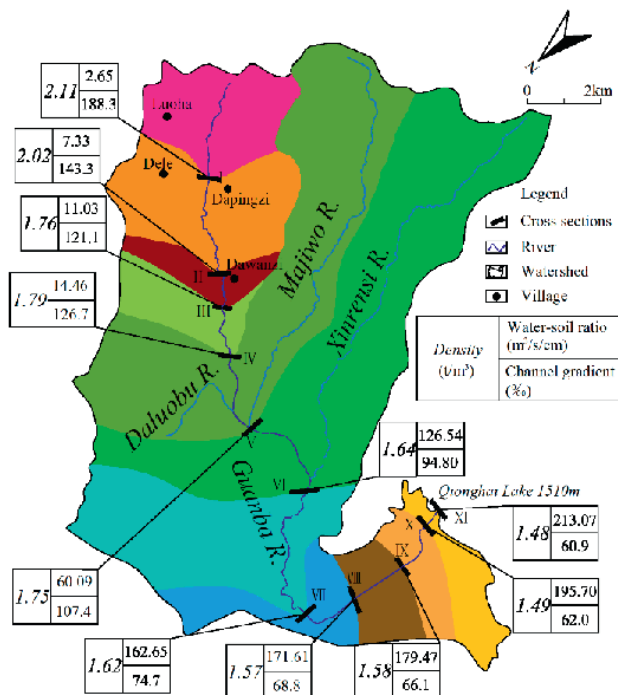 2km
Legend
Cross sections
River
Watershed
Village
Density
(t/m³)
Water-soil ratio
(m²/s/cm)
Channel gradient
(‰)
2.11
2.65
188.3
Luoha
2.02
7.33
143.3
Dele
Dapingzi
1.76
11.03
121.1
II
Dawanzi
III
1.79
14.46
126.7
IV
Majiwo R.
Xinrensi R.
Daluobu R.
V
Guanba R.
VI
1.64
126.54
94.80
Qionghai Lake 1510m
X
XI
1.48
213.07
60.9
IX
1.49
195.70
62.0
1.75
60.09
107.4
VII
VIII
1.62
162.65
74.7
1.57
171.61
68.8
1.58
179.47
66.1